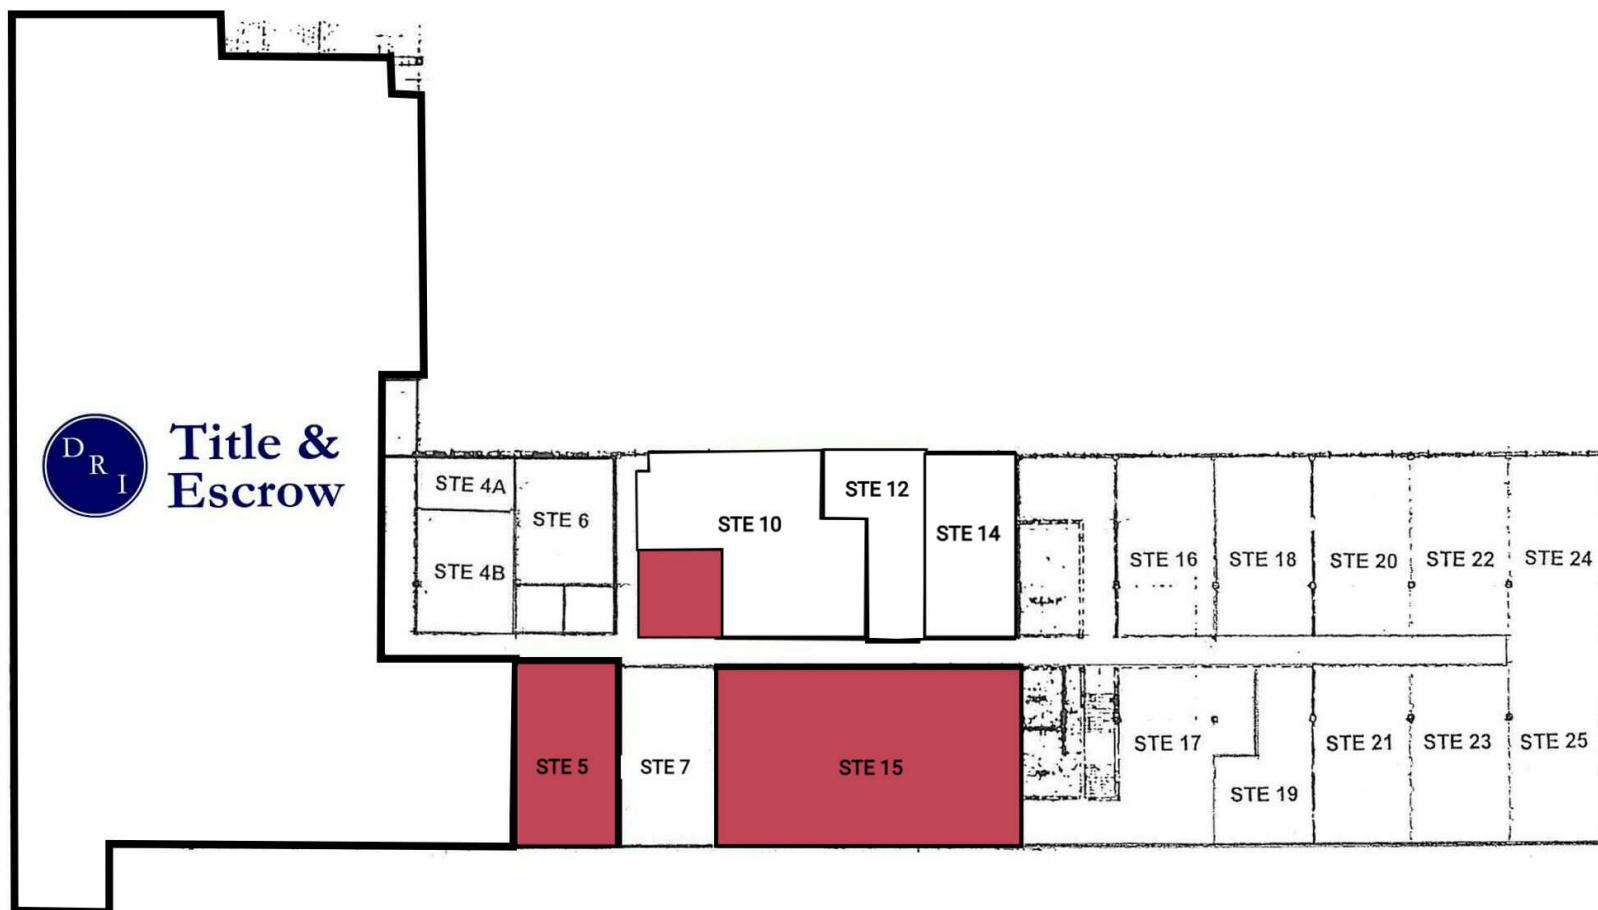 D
R
I
Title &
Escrow
STE 4A
STE 6
STE 4B
STE 10
STE 12
STE 14
STE 16
STE 18
STE 20
STE 22
STE 24
STE 5
STE 7
STE 15
STE 17
STE 19
STE 21
STE 23
STE 25